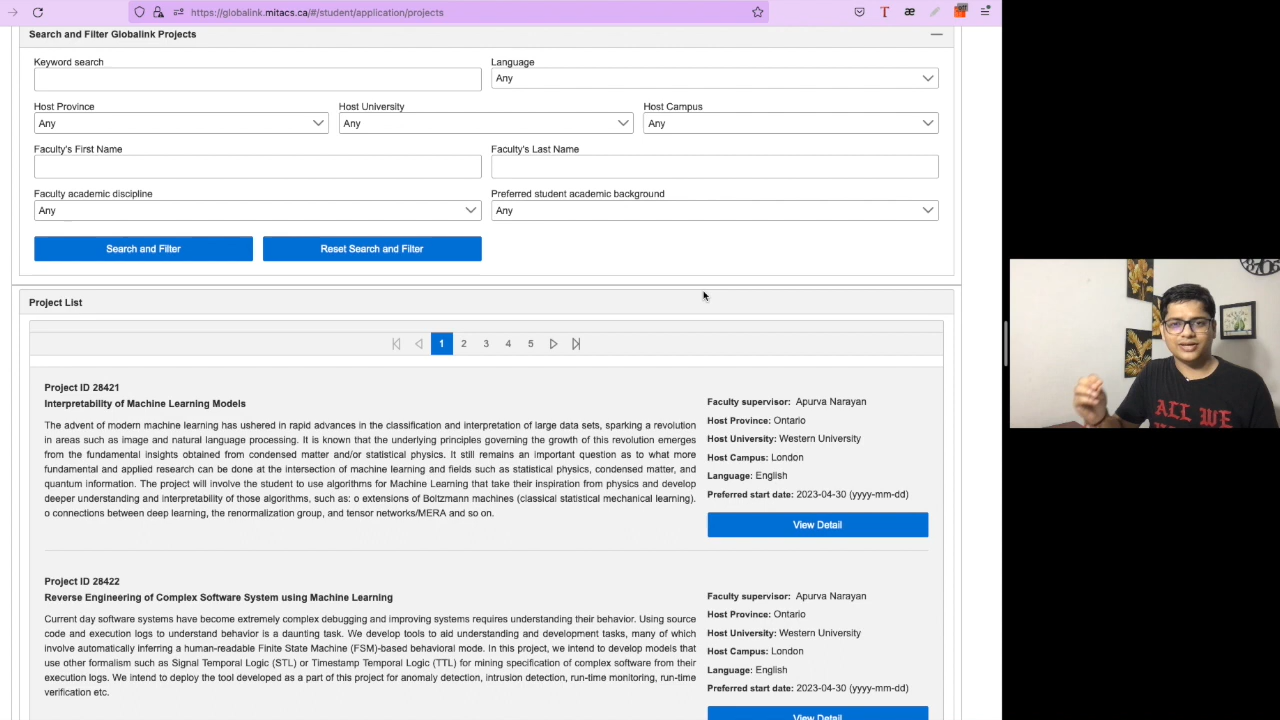 https://globalink.mitacs.ca/#/student/application/projects
Search and Filter Globalink Projects
Keyword search
Language
Any
Host Province
Host University
Host Campus
Any
Any
Any
Faculty's First Name
Faculty's Last Name
Faculty academic discipline
Preferred student academic background
Any
Any
Search and Filter
Reset Search and Filter
Project List
1 2 3 4 5
Project ID 28421
Interpretability of Machine Learning Models
The advent of modern machine learning has ushered in rapid advances in the classification and interpretation of large data sets, sparking a revolution
in areas such as image and natural language processing. It is known that the underlying principles governing the growth of this revolution emerges
from the fundamental insights obtained from condensed matter and/or statistical physics. It still remains an important question as to what more
fundamental and applied research can be done at the intersection of machine learning and fields such as statistical physics, condensed matter, and
quantum information. The project will involve the student to use algorithms for Machine Learning that take their inspiration from physics and develop
deeper understanding and interpretability of those algorithms, such as: o extensions of Boltzmann machines (classical statistical mechanical learning).
o connections between deep learning, the renormalization group, and tensor networks/MERA and so on.
Faculty supervisor: Apurva Narayan
Host Province: Ontario
Host University: Western University
Host Campus: London
Language: English
Preferred start date: 2023-04-30 (yyyy-mm-dd)
View Detail
Project ID 28422
Reverse Engineering of Complex Software System using Machine Learning
Current day software systems have become extremely complex debugging and improving systems requires understanding their behavior. Using source
code and execution logs to understand behavior is a daunting task. We develop tools to aid understanding and development tasks, many of which
involve automatically inferring a human-readable Finite State Machine (FSM)-based behavioral mode. In this project, we intend to develop models that
use other formalism such as Signal Temporal Logic (STL) or Timestamp Temporal Logic (TTL) for mining specification of complex software from their
execution logs. We intend to deploy the tool developed as a part of this project for anomaly detection, intrusion detection, run-time monitoring, run-time
verification etc.
Faculty supervisor: Apurva Narayan
Host Province: Ontario
Host University: Western University
Host Campus: London
Language: English
Preferred start date: 2023-04-30 (yyyy-mm-dd)
View Detail
ALL WE